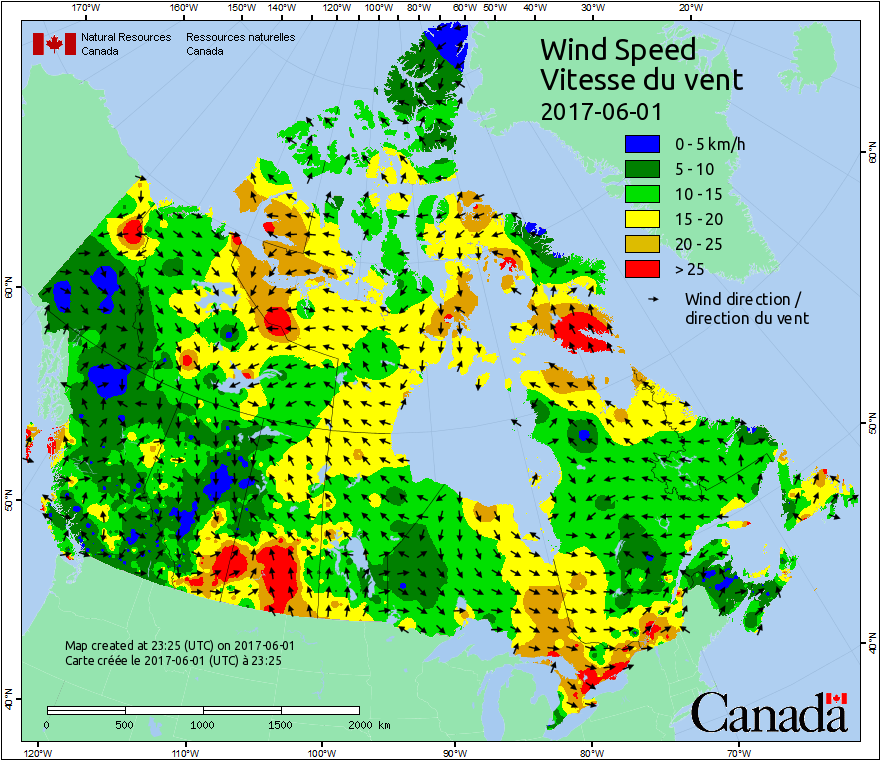 170°W 160°W 150°W 140°W 120°W 100°W 80°W 60°W 50°W 40°W 30°W 20°W
Natural Resources Ressources naturelles
Canada Canada
Wind Speed
Vitesse du vent
2017-06-01
0 - 5 km/h
5 - 10
10 - 15
15 - 20
20 - 25
> 25
Wind direction /
direction du vent
60°N
60°N
50°N
50°N
40°N
40°N
Map created at 23:25 (UTC) on 2017-06-01
Carte créée le 2017-06-01 (UTC) à 23:25
0 500 1000 1500 2000 km
Canada
120°W 110°W 100°W 90°W 80°W 70°W